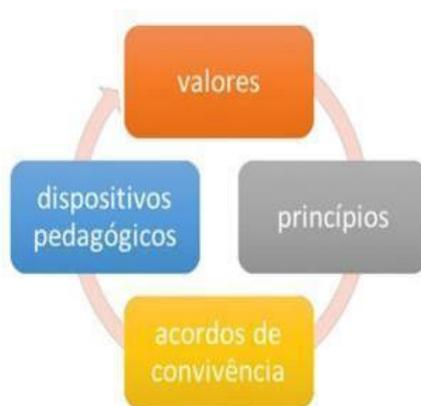 valores
princípios
acordos de
convivência
dispositivos
pedagógicos